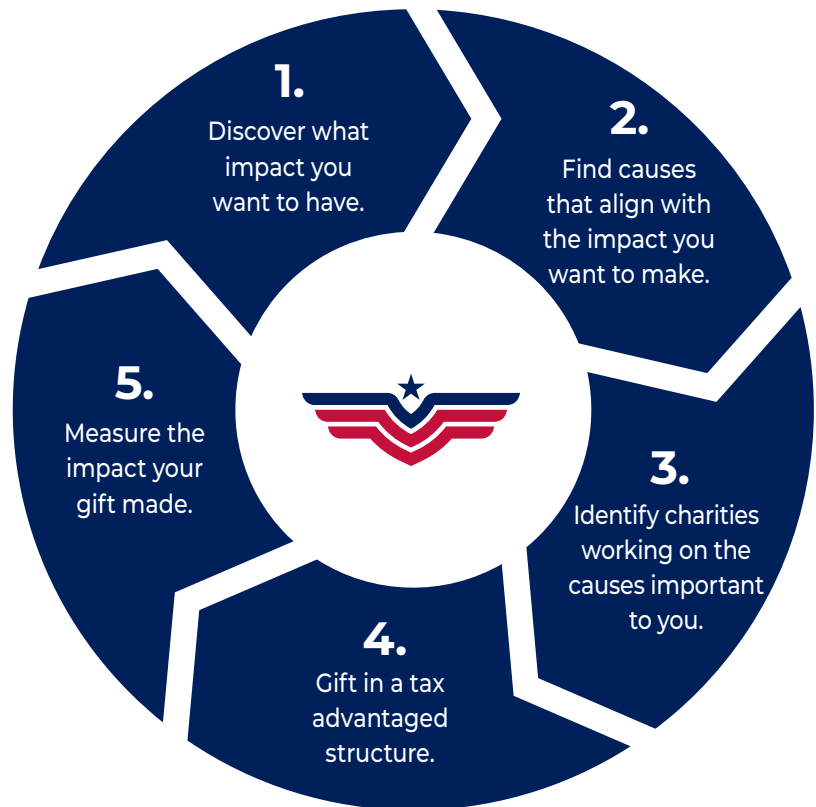 1.
Discover what
impact you
want to have.
2.
Find causes
that align with
the impact you
want to make.
3.
Identify charities
working on the
causes important
to you.
4.
Gift in a tax
advantaged
structure.
5.
Measure the
impact your
gift made.